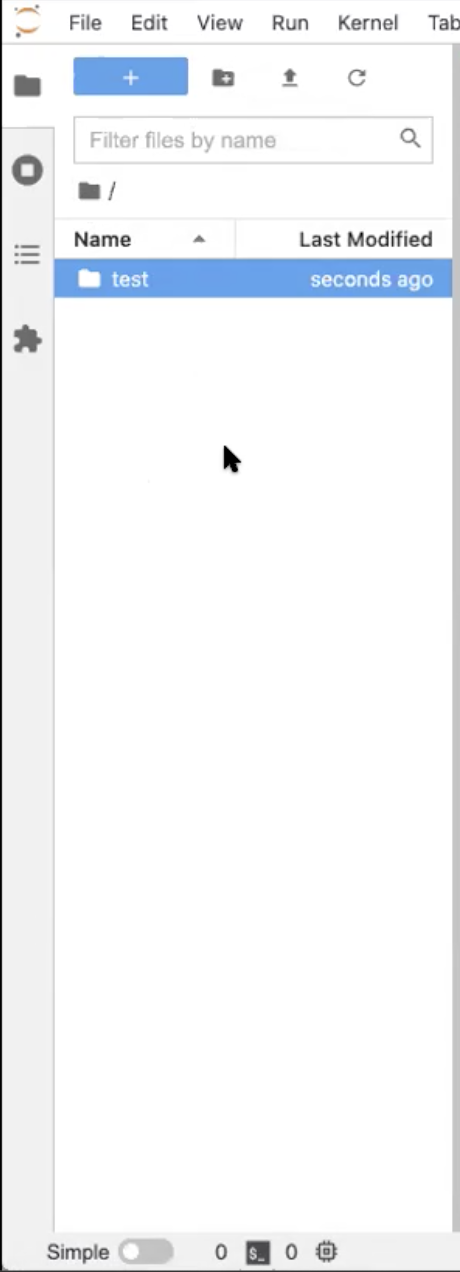 File Edit View Run Kernel Tab
+
Filter files by name
/
Name Last Modified
test seconds ago
Simple 0 $_ 0